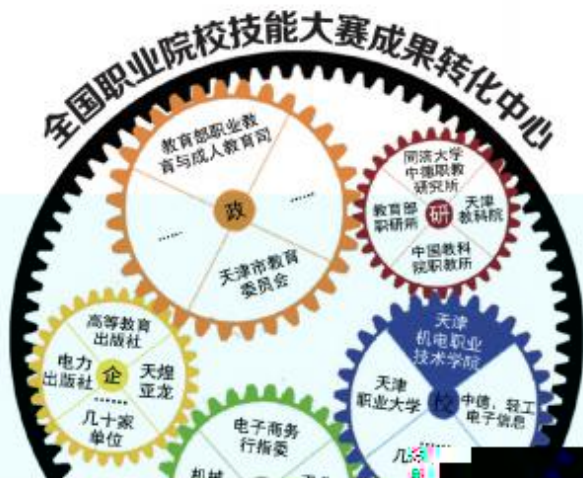 全国职业院校技能大赛成果转化中心
教育部职业教
育与成人教育司
政
……
……
天津市教育
委员会
同济大学
中德职教
研究所
教育部
职研所
研
天津
教科院
中国教科
院职教所
高等教育
出版社
电力
出版社
企
天煌
亚龙
……
几十家
单位
天津
机电职业
技术学院
天津
职业大学
校
中德，轻工
电子信息
……
电子商务
行指委
机械